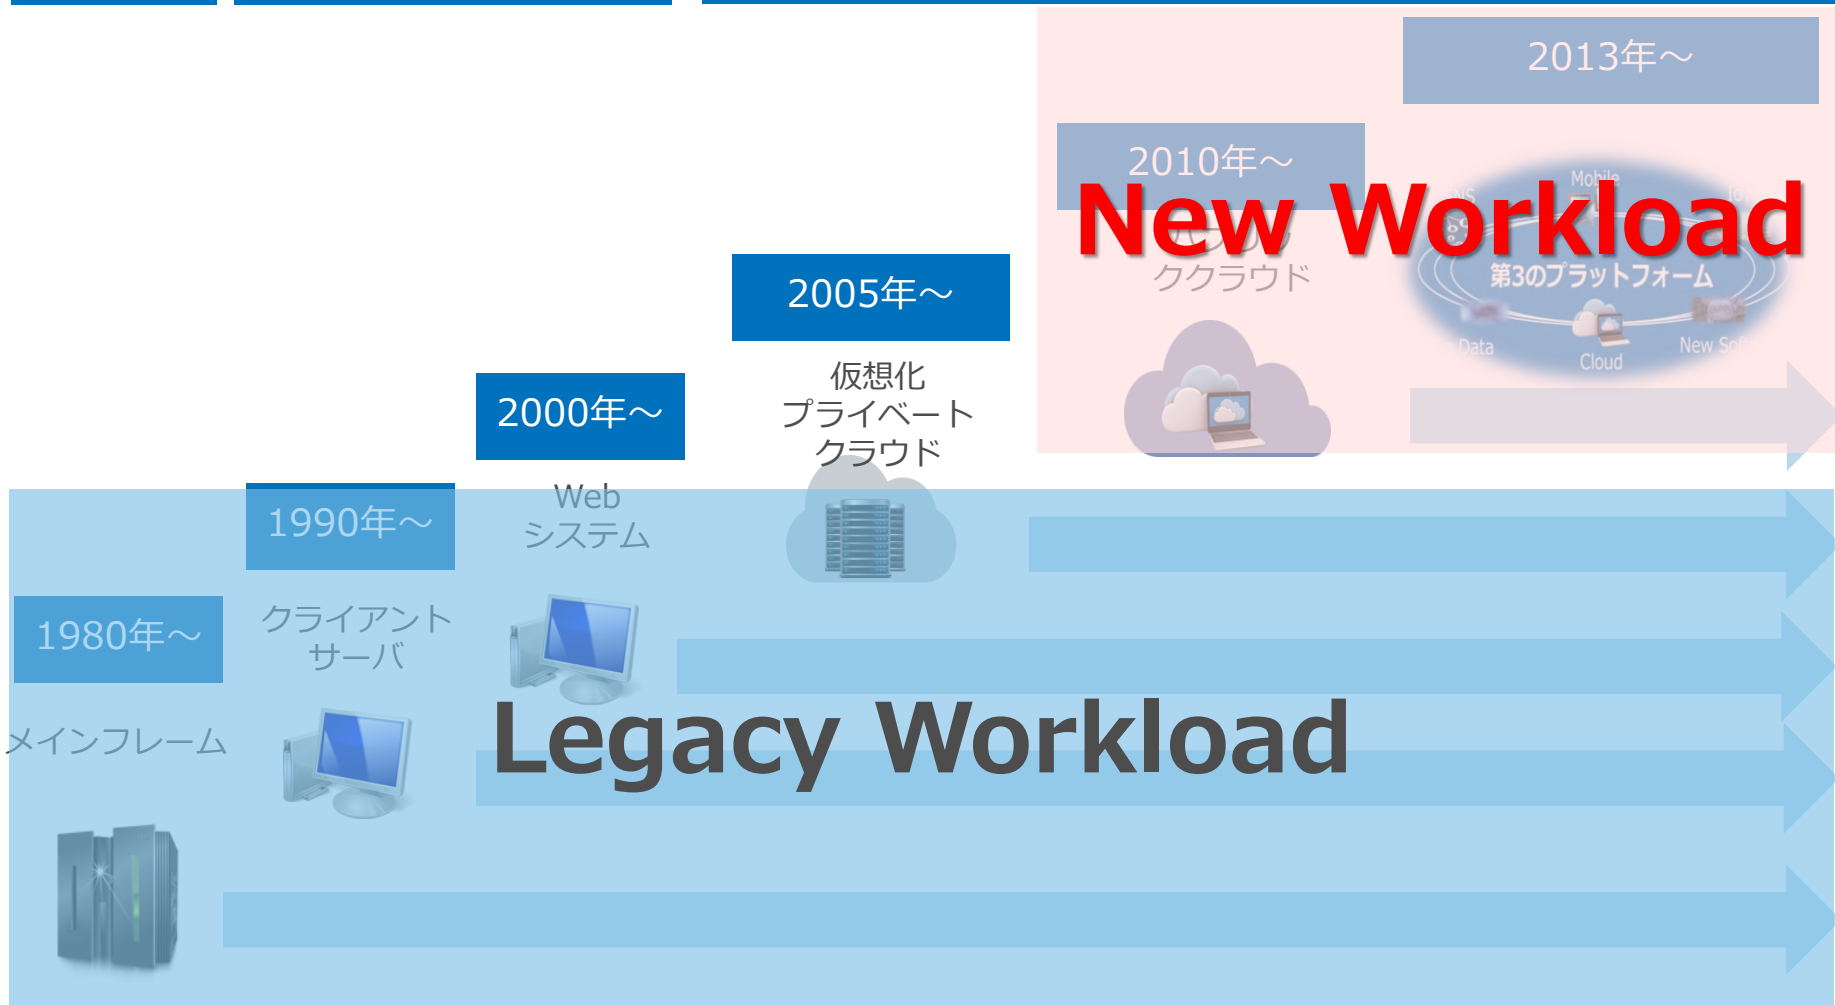 2013年～
2010年～
New Workload
ククラウド
Mobile
第3のプラットフォーム
Data
Cloud
New
2005年～
仮想化
プライベート
クラウド
2000年～
Web
システム
1990年～
クライアント
サーバ
1980年～
メインフレーム
Legacy Workload